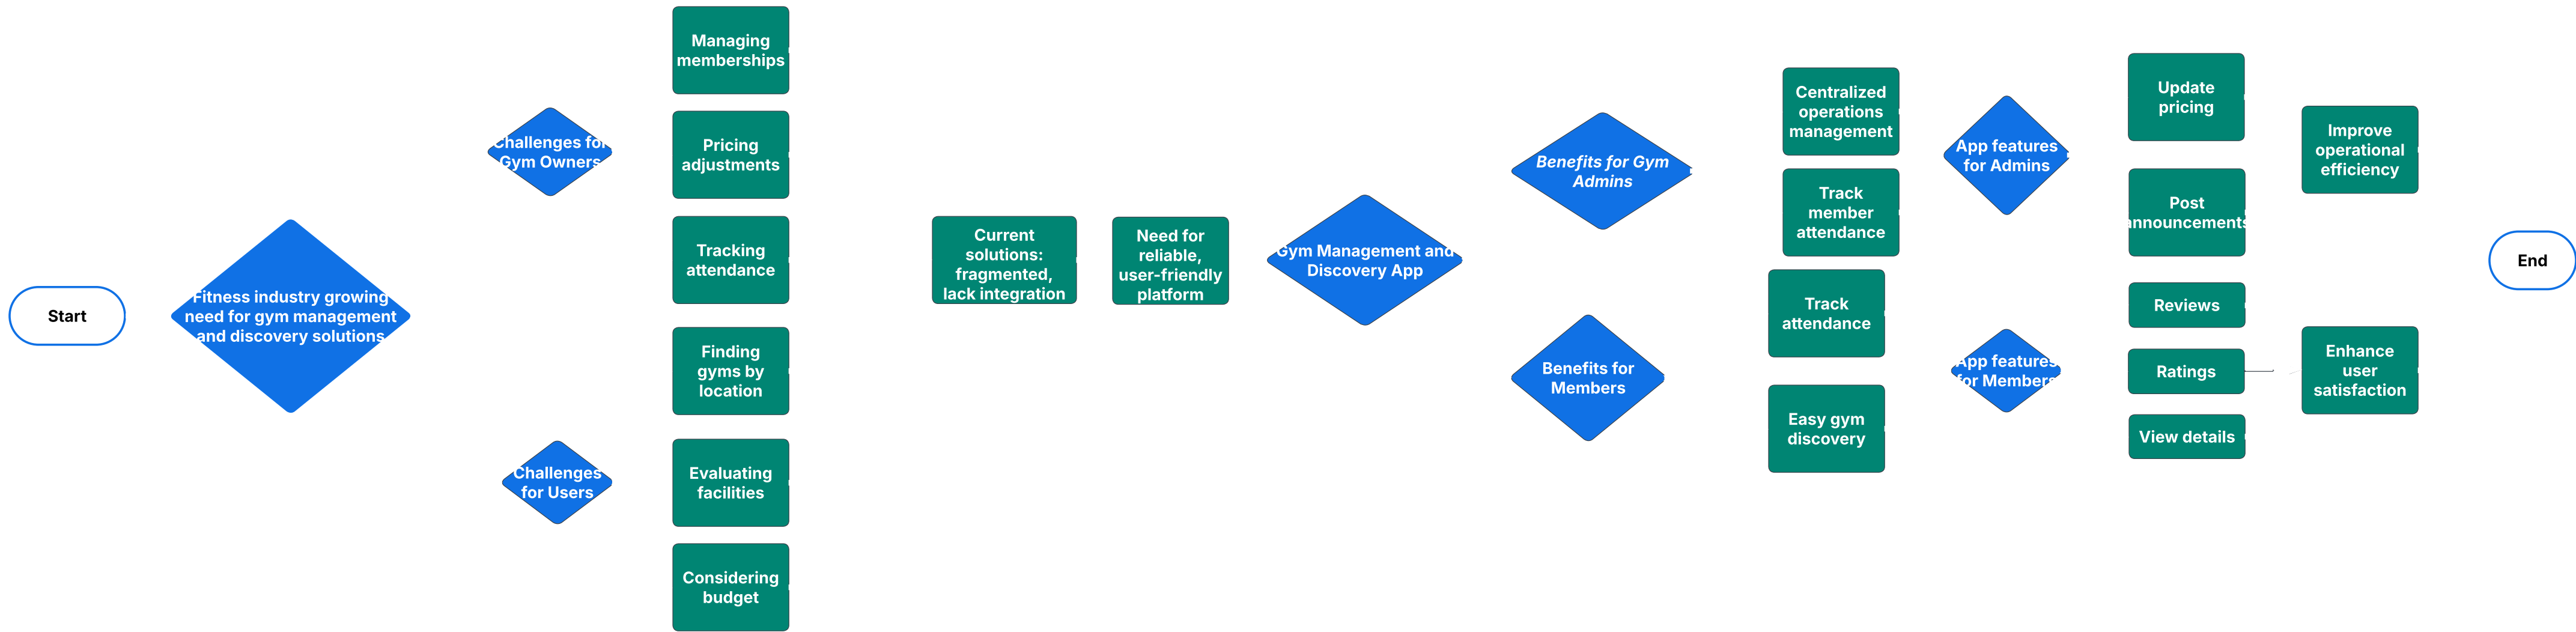 Start
Fitness industry growing
need for gym management
and discovery solutions
Challenges for
Gym Owners
Challenges
for Users
Managing
memberships
Pricing
adjustments
Tracking
attendance
Finding
gyms by
location
Evaluating
facilities
Considering
budget
Current
solutions:
fragmented,
lack integration
Need for
reliable,
user-friendly
platform
Gym Management and
Discovery App
Benefits for Gym
Admins
Benefits for
Members
Centralized
operations
management
Track
member
attendance
Track
attendance
Easy gym
discovery
App features
for Admins
App features
for Members
Update
pricing
Post
announcements
Reviews
Ratings
View details
Improve
operational
efficiency
Enhance
user
satisfaction
End